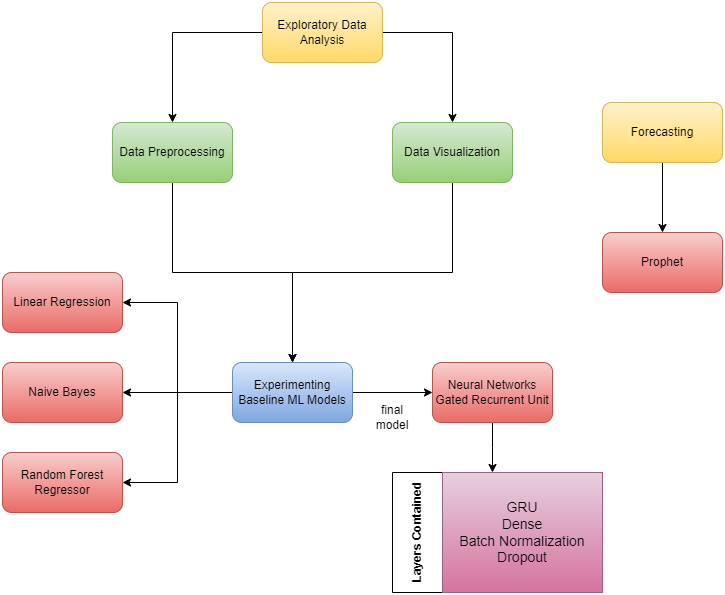 Exploratory Data
Analysis
Data Preprocessing
Data Visualization
Forecasting
Prophet
Linear Regression
Naive Bayes
Random Forest
Regressor
Experimenting
Baseline ML Models
final
model
Neural Networks
Gated Recurrent Unit
Layers Contained
GRU
Dense
Batch Normalization
Dropout